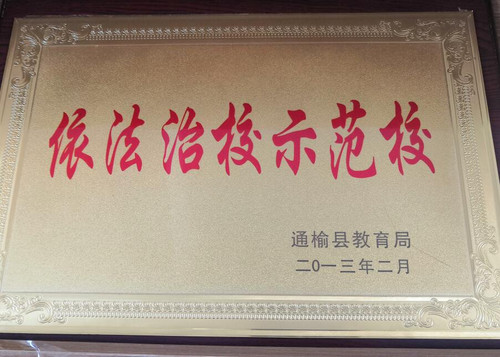 依法治校示范校
通榆县教育局
二0一三年二月